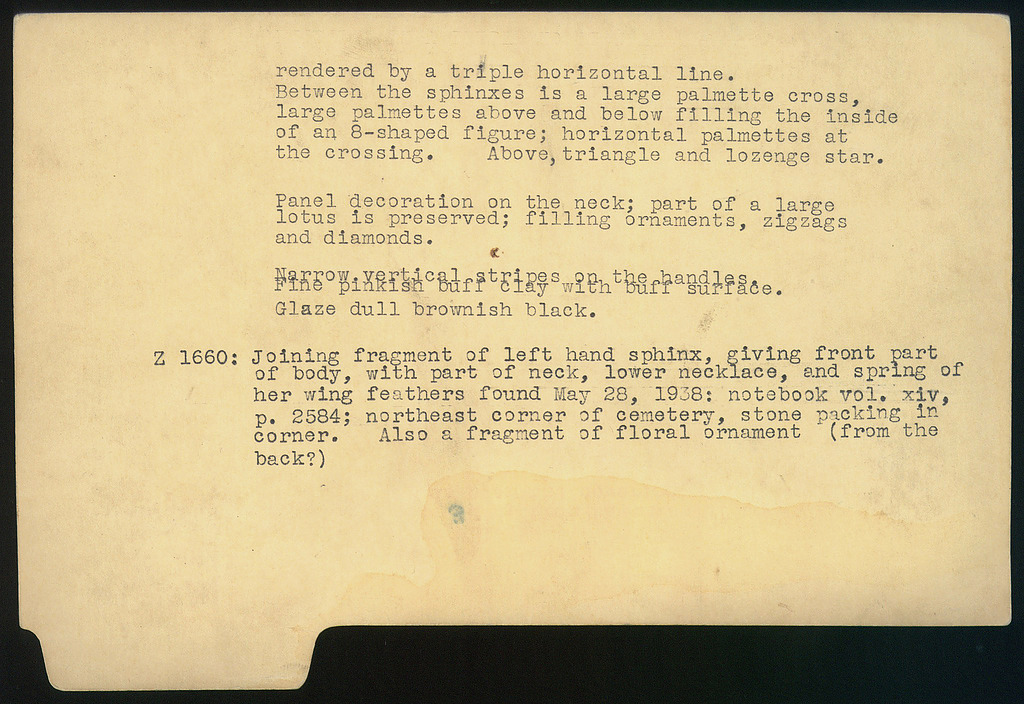 rendered by a triple horizontal line.
Between the sphinxes is a large palmette cross,
large palmettes above and below filling the inside
of an 8-shaped figure; horizontal palmettes at
the crossing.    Above, triangle and lozenge star.
Panel decoration on the neck; part of a large
lotus is preserved; filling ornaments, zigzags
and diamonds.
Narrow vertical stripes on the handles.
Fine pinkish buff clay with buff surface.
Glaze dull brownish black.
Z 1660: Joining fragment of left hand sphinx, giving front part
of body, with part of neck, lower necklace, and spring of
her wing feathers found May 28, 1938: notebook vol. xiv,
p. 2584; northeast corner of cemetery, stone packing in
corner.   Also a fragment of floral ornament  (from the
back?)